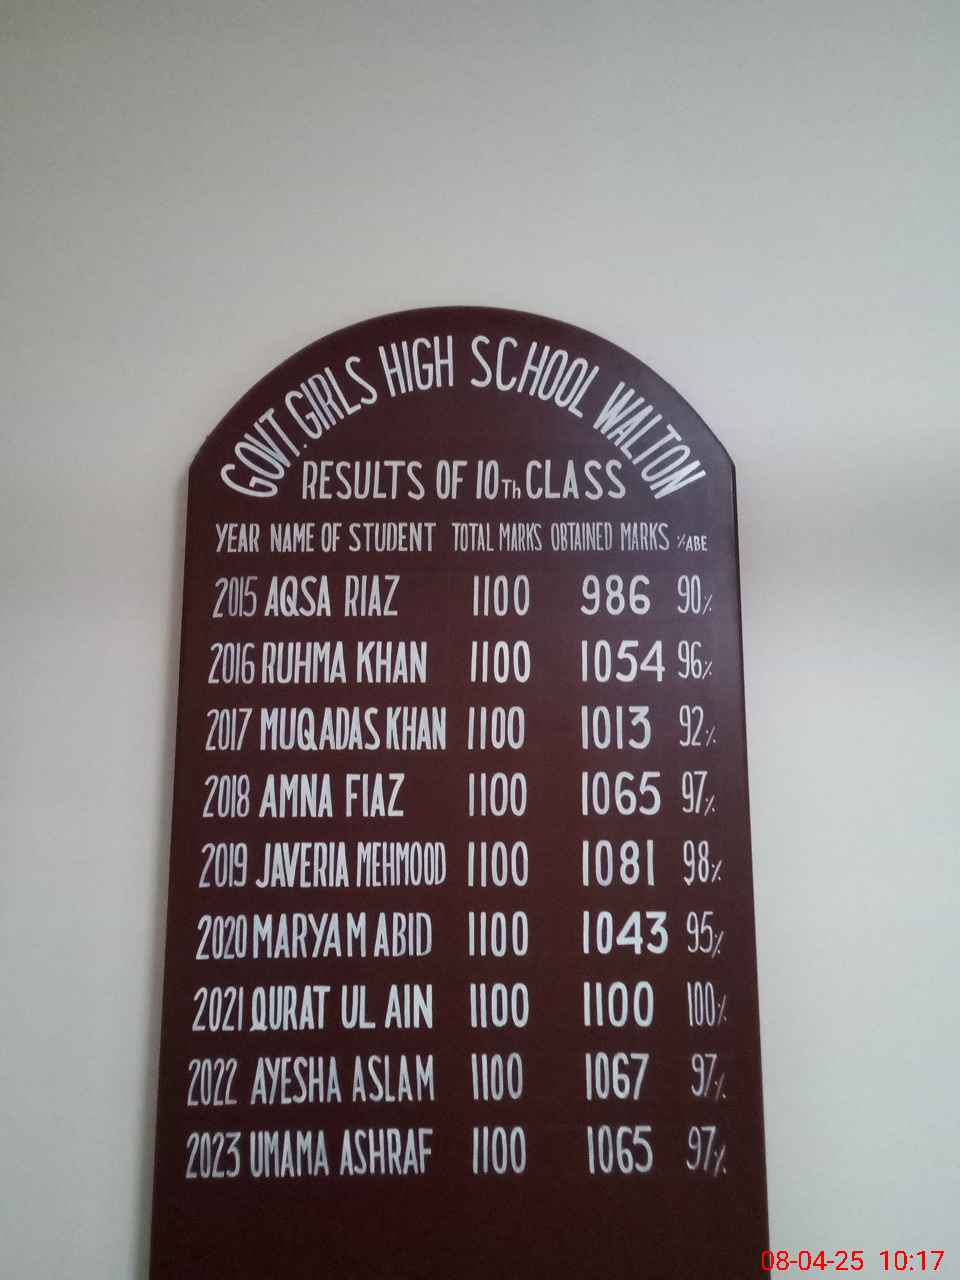 GOVT. GIRLS HIGH SCHOOL WALTON
RESULTS OF 10Th CLASS
YEAR NAME OF STUDENT TOTAL MARKS OBTAINED MARKS %ABE
2015 AQSA RIAZ 1100 986 90%
2016 RUHMA KHAN 1100 1054 96%
2017 MUQADAS KHAN 1100 1013 92%
2018 AMNA FIAZ 1100 1065 97%
2019 JAVERIA MEHMOOD 1100 1081 98%
2020 MARYAM ABID 1100 1043 95%
2021 QURAT UL AIN 1100 1100 100%
2022 AYESHA ASLAM 1100 1067 97%
2023 UMAMA ASHRAF 1100 1065 97%
08-04-25 10:17